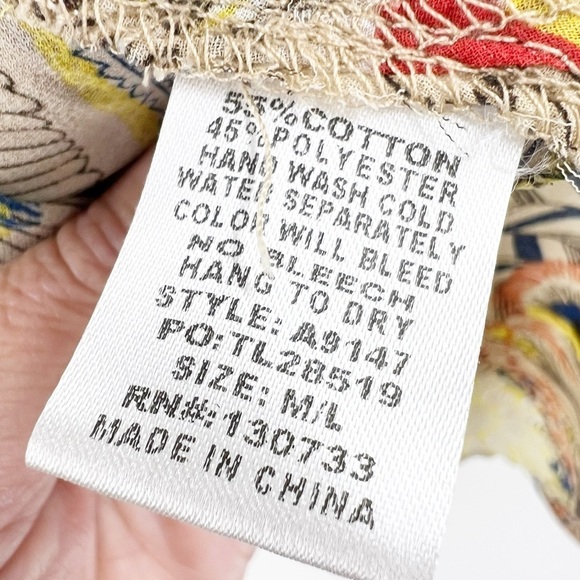 55% COTTON
45% POLYESTER
HAND WASH COLD
WATER SEPARATELY
COLOR WILL BLEED
NO BLEECH
HANG TO DRY
STYLE: A9147
PO:TL28519
SIZE: M/L
RN#:130733
MADE IN CHINA